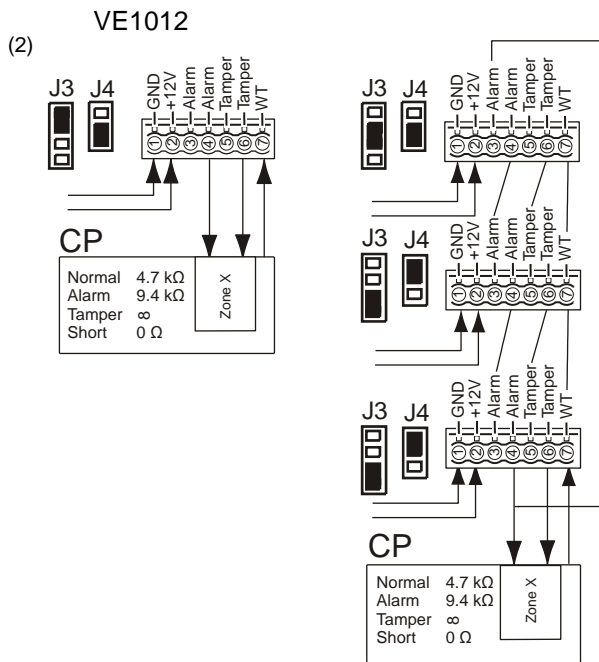 VE1012
(2)
J3 J4
GND +12V Alarm Alarm Tamper Tamper WT
1 2 3 4 5 6 7
CP
Normal 4.7 kΩ
Alarm 9.4 kΩ
Tamper ∞
Short 0 Ω
Zone X
J3 J4
GND +12V Alarm Alarm Tamper Tamper WT
1 2 3 4 5 6 7
J3 J4
GND +12V Alarm Alarm Tamper Tamper WT
1 2 3 4 5 6 7
J3 J4
GND +12V Alarm Alarm Tamper Tamper WT
1 2 3 4 5 6 7
CP
Normal 4.7 kΩ
Alarm 9.4 kΩ
Tamper ∞
Short 0 Ω
Zone X